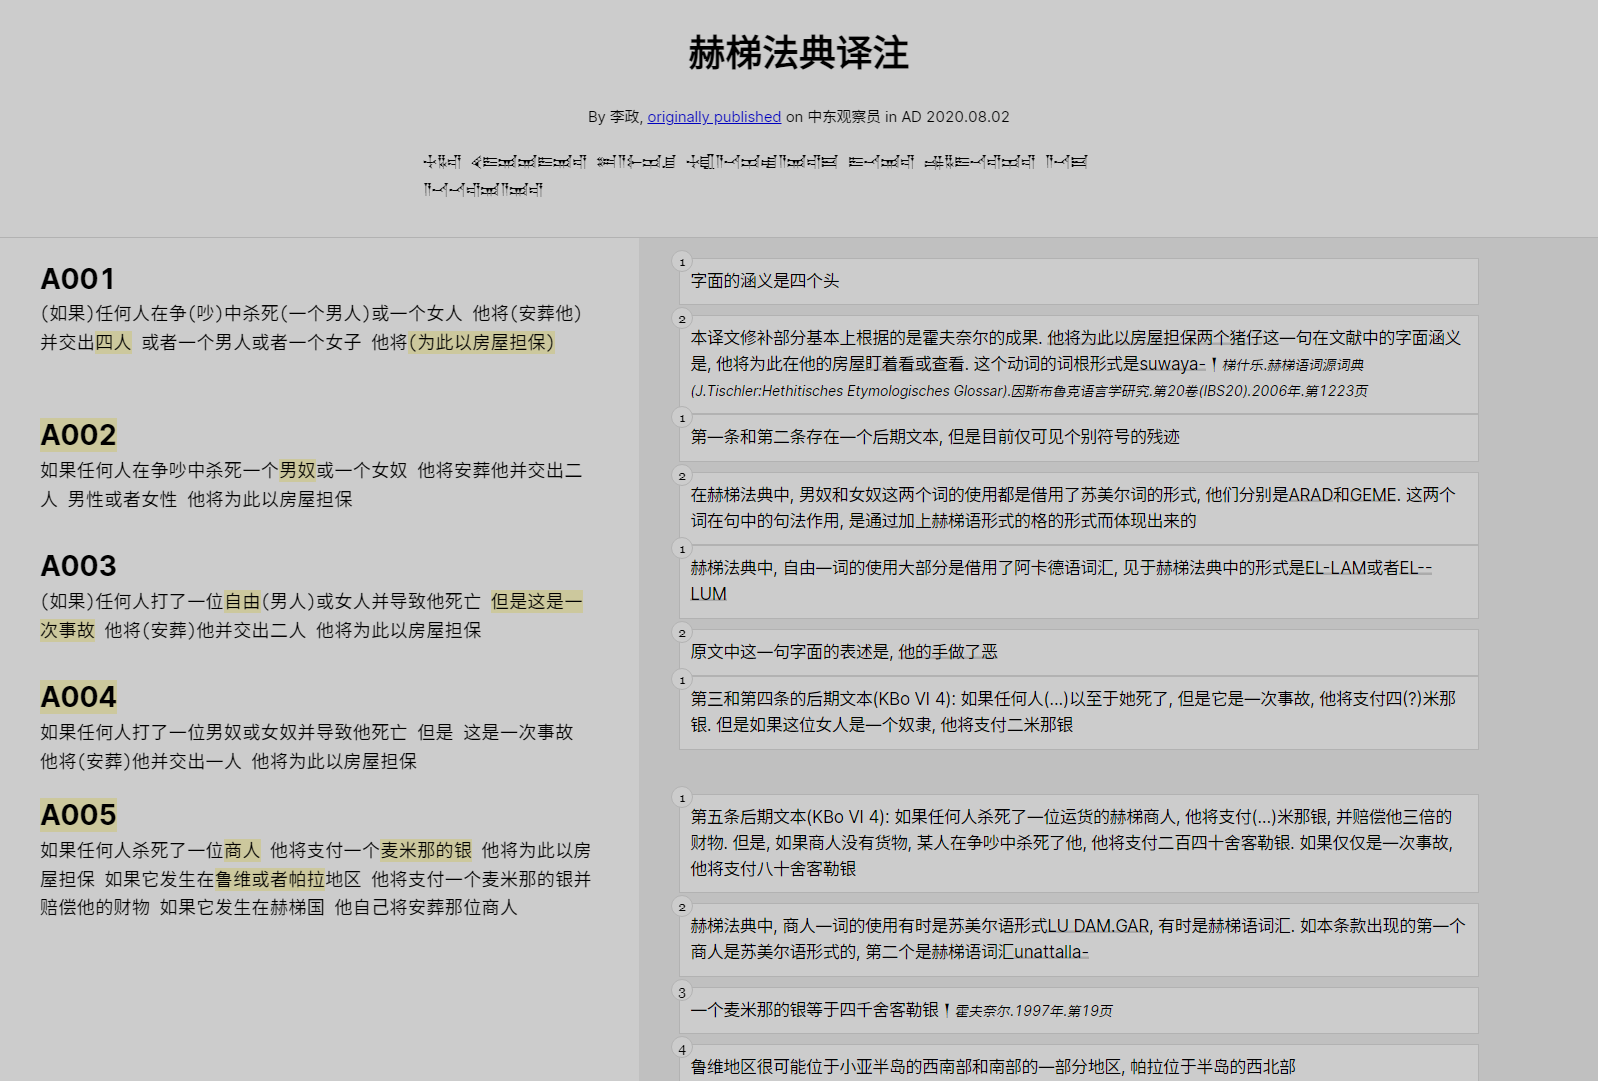 赫梯法典译注
By 李政, originally published on 中东观察员 in AD 2020.08.02
A001
(如果)任何人在争(吵)中杀死(一个男人)或一个女人 他将(安葬他)
并交出四人 或者一个男人或者一个女子 他将(为此以房屋担保)
A002
如果任何人在争吵中杀死一个男奴或一个女奴 他将安葬他并交出二
人 男性或者女性 他将为此以房屋担保
A003
(如果)任何人打了一位自由(男人)或女人并导致他死亡 但是这是一
次事故 他将(安葬)他并交出二人 他将为此以房屋担保
A004
如果任何人打了一位男奴或女奴并导致他死亡 但是 这是一次事故
他将(安葬)他并交出一人 他将为此以房屋担保
A005
如果任何人杀死了一位商人 他将支付一个麦米那的银 他将为此以房
屋担保 如果它发生在鲁维或者帕拉地区 他将支付一个麦米那的银并
赔偿他的财物 如果它发生在赫梯国 他自己将安葬那位商人
1
字面的涵义是四个头
2
本译文修补部分基本上根据的是霍夫奈尔的成果. 他将为此以房屋担保两个猪仔这一句在文献中的字面涵义
是, 他将为此在他的房屋盯着看或查看. 这个动词的词根形式是suwaya- 梯什乐.赫梯语词源词典
(J.Tischler:Hethitisches Etymologisches Glossar).因斯布鲁克语言学研究.第20卷(IBS20).2006年.第1223页
1
第一条和第二条存在一个后期文本, 但是目前仅可见个别符号的残迹
2
在赫梯法典中, 男奴和女奴这两个词的使用都是借用了苏美尔词的形式, 他们分别是ARAD和GEME. 这两个
词在句中的句法作用, 是通过加上赫梯语形式的格的形式而体现出来的
1
赫梯法典中, 自由一词的使用大部分是借用了阿卡德语词汇, 见于赫梯法典中的形式是EL-LAM或者EL--
LUM
2
原文中这一句字面的表述是, 他的手做了恶
1
第三和第四条的后期文本(KBo VI 4): 如果任何人(...)以至于她死了, 但是它是一次事故, 他将支付四(?)米那
银. 但是如果这位女人是一个奴隶, 他将支付二米那银
1
第五条后期文本(KBo VI 4): 如果任何人杀死了一位运货的赫梯商人, 他将支付(...)米那银, 并赔偿他三倍的
财物. 但是, 如果商人没有货物, 某人在争吵中杀死了他, 他将支付二百四十舍客勒银. 如果仅仅是一次事故,
他将支付八十舍客勒银
2
赫梯法典中, 商人一词的使用有时是苏美尔语形式LU DAM.GAR, 有时是赫梯语词汇. 如本条款出现的第一个
商人是苏美尔语形式的, 第二个是赫梯语词汇unattalla-
3
一个麦米那的银等于四千舍客勒银 霍夫奈尔.1997年.第19页
4
鲁维地区很可能位于小亚半岛的西南部和南部的一部分地区, 帕拉位于半岛的西北部